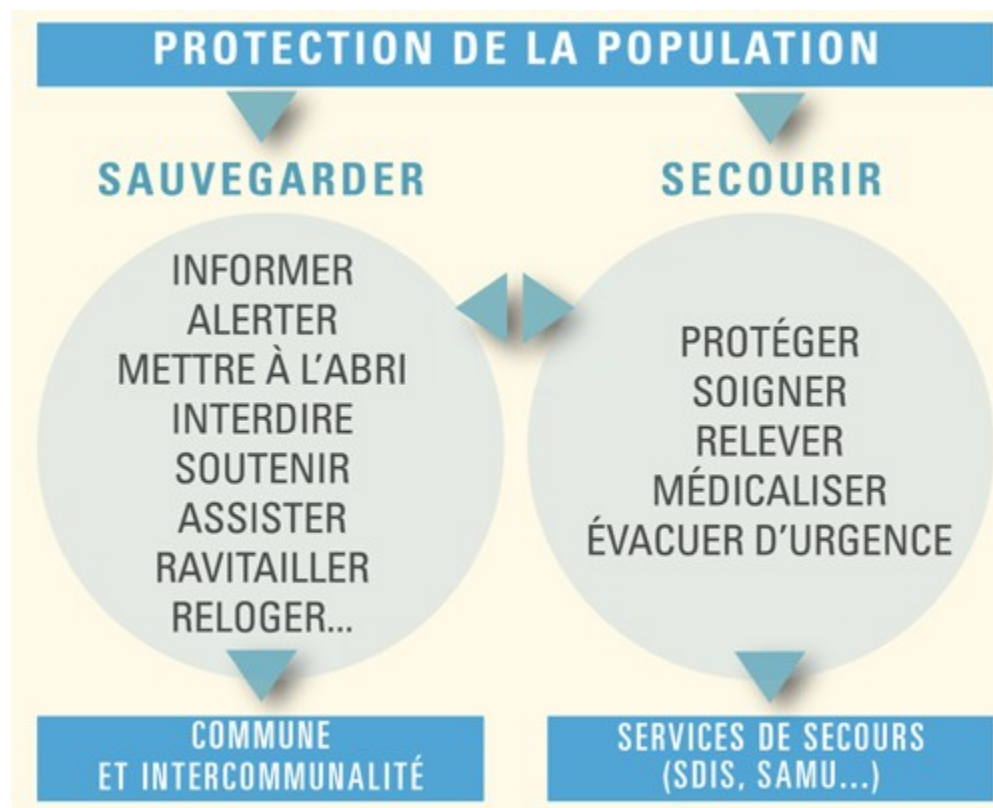 PROTECTION DE LA POPULATION
SAUVEGARDER
INFORMER
ALERTER
METTRE À L'ABRI
INTERDIRE
SOUTENIR
ASSISTER
RAVITAILLER
RELOGER...
COMMUNE
ET INTERCOMMUNALITÉ
SECOURIR
PROTÉGER
SOIGNER
RELEVER
MÉDICALISER
ÉVACUER D'URGENCE
SERVICES DE SECOURS
(SDIS, SAMU...)